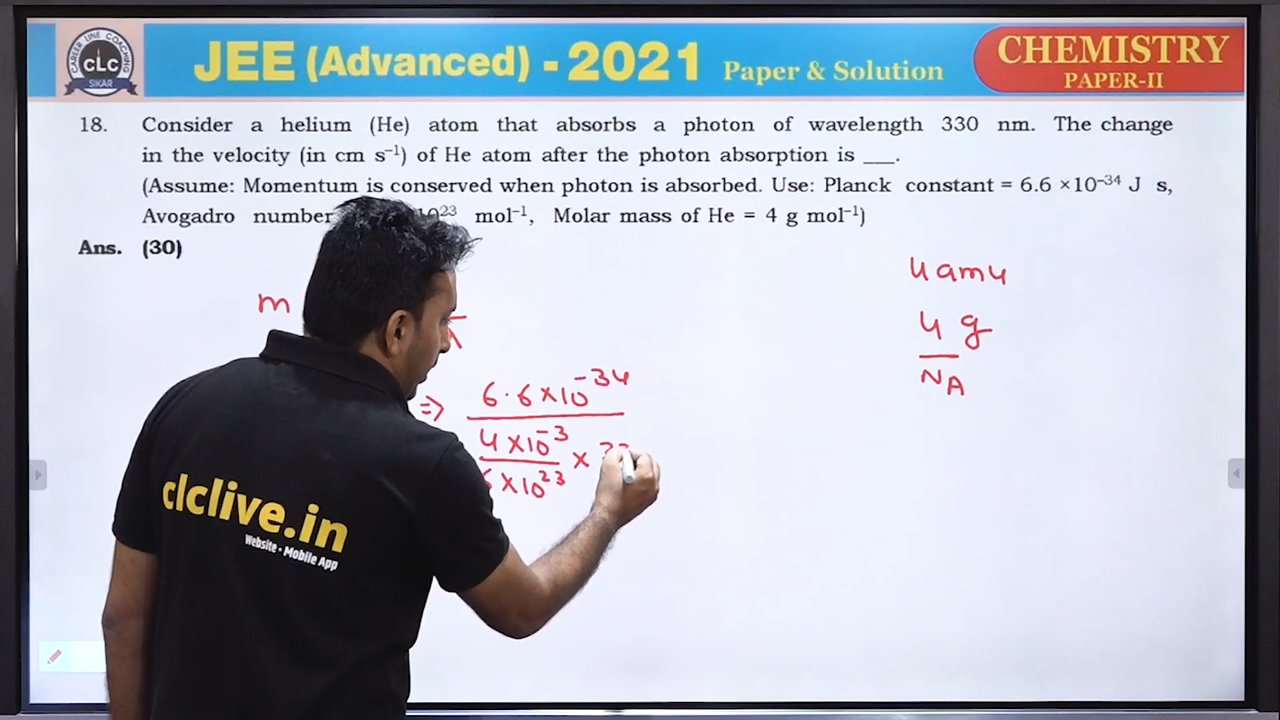 CAREER LINE COACHING
CLC
SIKAR
JEE (Advanced) - 2021 Paper & Solution
CHEMISTRY
PAPER-II
18. Consider a helium (He) atom that absorbs a photon of wavelength 330 nm. The change
in the velocity (in cm s⁻¹) of He atom after the photon absorption is ___.
(Assume: Momentum is conserved when photon is absorbed. Use: Planck constant = 6.6 ×10⁻³⁴ J s,
Avogadro number 10²³ mol⁻¹, Molar mass of He = 4 g mol⁻¹)
Ans. (30)
4 amu
m
4 g
N_A
⇒ 6.6 × 10⁻³⁴
4 × 10⁻³
6 × 10²³ ×
clclive.in
Website • Mobile App